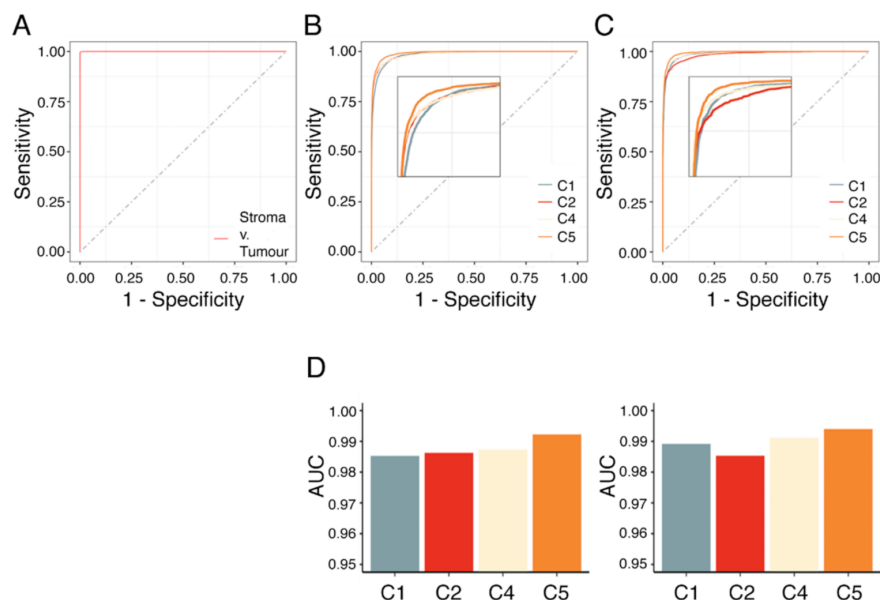 A
B
C
1.00
0.75
0.50
0.25
0.00
Sensitivity
Stroma
v.
Tumour
0.00 0.25 0.50 0.75 1.00
1 - Specificity
1.00
0.75
0.50
0.25
0.00
Sensitivity
C1
C2
C4
C5
0.00 0.25 0.50 0.75 1.00
1 - Specificity
1.00
0.75
0.50
0.25
0.00
Sensitivity
C1
C2
C4
C5
0.00 0.25 0.50 0.75 1.00
1 - Specificity
D
1.00
0.99
0.98
0.97
0.96
0.95
AUC
C1 C2 C4 C5
1.00
0.99
0.98
0.97
0.96
0.95
AUC
C1 C2 C4 C5